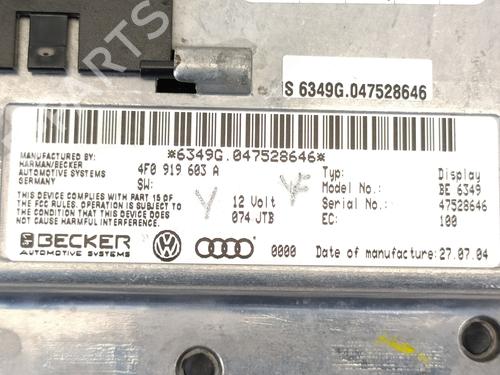 S 6349G.047528646
*6349G.047528646*
MANUFACTURED BY:
HARMAN/BECKER
AUTOMOTIVE SYSTEMS
GERMANY
4F0 919 603 A
SW:
THIS DEVICE COMPLIES WITH PART 15 OF
THE FCC RULES. OPERATION IS SUBJECT
TO THE CONDITION THAT THIS DEVICE DOES
NOT CAUSE HARMFUL INTERFERENCE
12 Volt
074 JTB
Typ: Display
Model No.: BE 6349
Serial No.: 47528646
EC: 100
BECKER
AUTOMOTIVE SYSTEMS
0000
Date of manufacture: 27.07.04